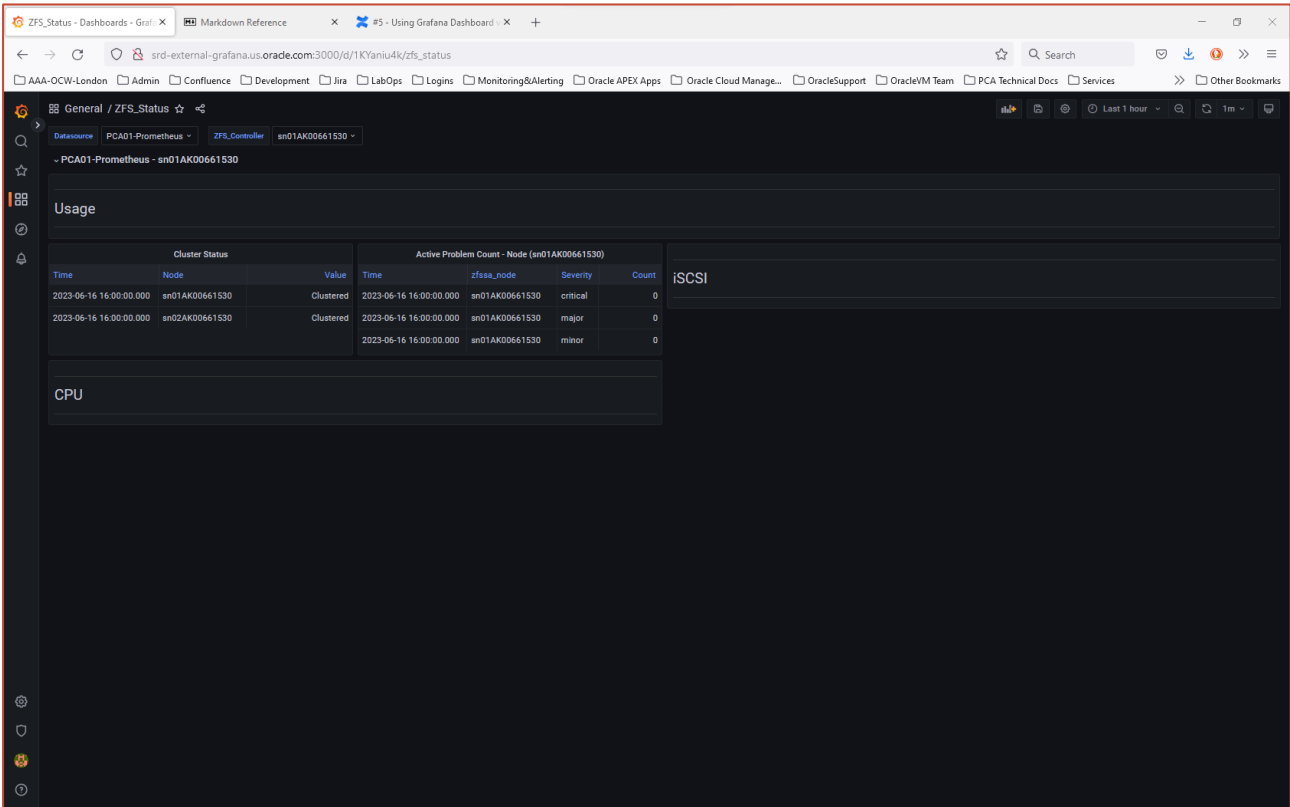 ZFS_Status - Dashboards - Graf
Markdown Reference
#5 - Using Grafana Dashboard
srd-external-grafana.us.oracle.com:3000/d/1KYaniu4k/zfs_status
Search
AAA-OCW-London Admin Confluence Development Jira LabOps Logins Monitoring&Alerting Oracle APEX Apps Oracle Cloud Manage... OracleSupport OracleVM Team PCA Technical Docs Services Other Bookmarks
General / ZFS_Status
Last 1 hour
1m
Datasource PCA01-Prometheus ZFS_Controller sn01AK00661530
PCA01-Prometheus - sn01AK00661530
Usage
Cluster Status
Time Node Value
2023-06-16 16:00:00.000 sn01AK00661530 Clustered
2023-06-16 16:00:00.000 sn02AK00661530 Clustered
Active Problem Count - Node (sn01AK00661530)
Time zfssa_node Severity Count
2023-06-16 16:00:00.000 sn01AK00661530 critical 0
2023-06-16 16:00:00.000 sn01AK00661530 major 0
2023-06-16 16:00:00.000 sn01AK00661530 minor 0
iSCSI
CPU